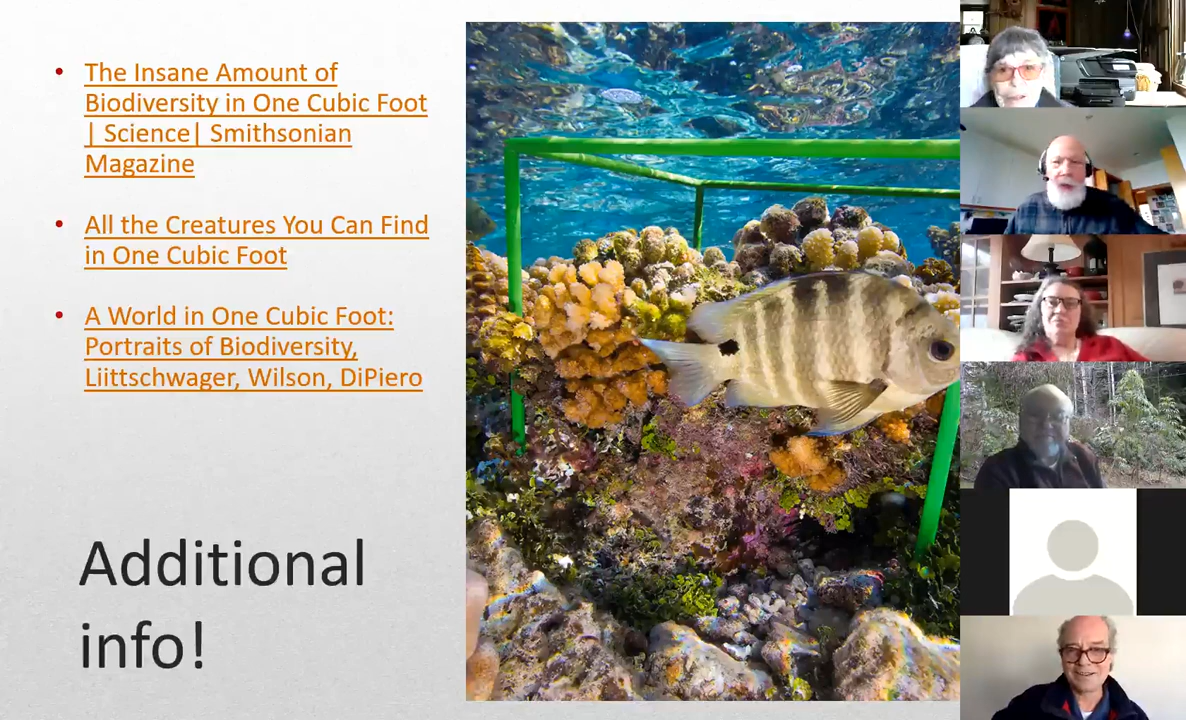 The Insane Amount of
Biodiversity in One Cubic Foot
| Science| Smithsonian
Magazine
All the Creatures You Can Find
in One Cubic Foot
A World in One Cubic Foot:
Portraits of Biodiversity,
Liittschwager, Wilson, DiPiero
Additional
info!